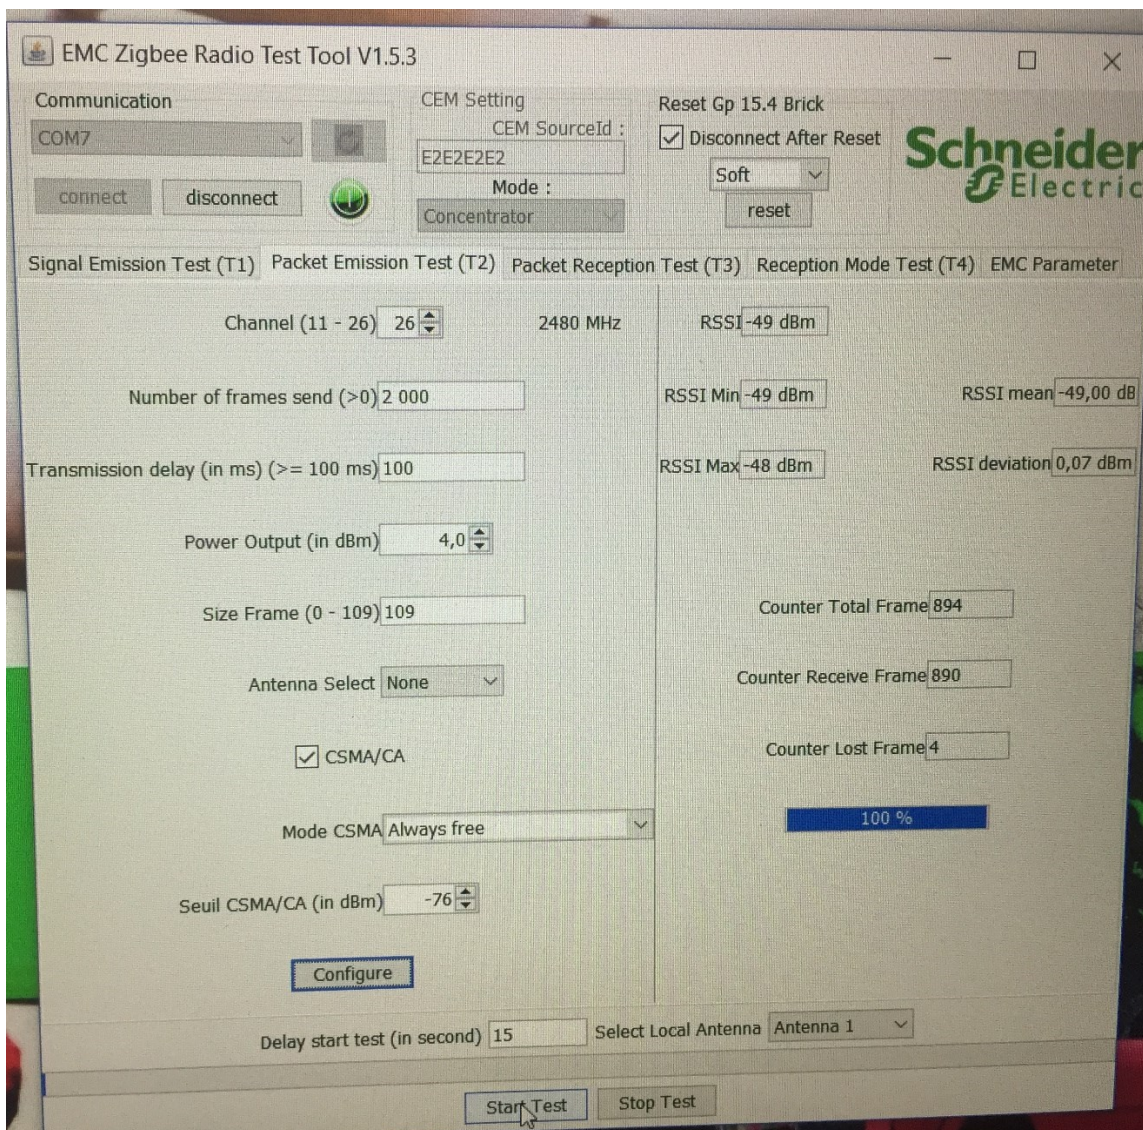 EMC Zigbee Radio Test Tool V1.5.3
Communication
COM7
connect
disconnect
CEM Setting
CEM SourceId :
E2E2E2E2
Mode :
Concentrator
Reset Gp 15.4 Brick
Disconnect After Reset
Soft
reset
Schneider
Electric
Signal Emission Test (T1) Packet Emission Test (T2) Packet Reception Test (T3) Reception Mode Test (T4) EMC Parameter
Channel (11 - 26) 26 2480 MHz
Number of frames send (>0) 2 000
Transmission delay (in ms) (>= 100 ms) 100
Power Output (in dBm) 4,0
Size Frame (0 - 109) 109
Antenna Select None
CSMA/CA
Mode CSMA Always free
Seuil CSMA/CA (in dBm) -76
Configure
RSSI -49 dBm
RSSI Min -49 dBm RSSI mean -49,00 dB
RSSI Max -48 dBm RSSI deviation 0,07 dBm
Counter Total Frame 894
Counter Receive Frame 890
Counter Lost Frame 4
100 %
Delay start test (in second) 15 Select Local Antenna Antenna 1
Start Test Stop Test